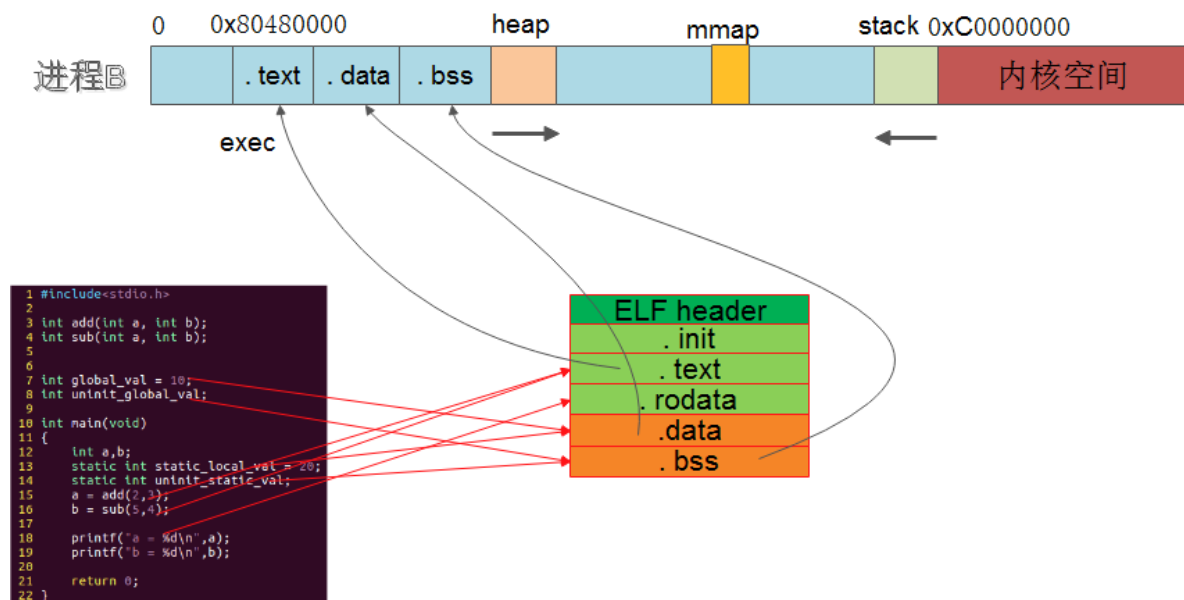 0 0x80480000 heap mmap stack 0xC0000000
进程B .text .data .bss 内核空间
exec
1 #include<stdio.h>
2
3 int add(int a, int b);
4 int sub(int a, int b);
5
6
7 int global_val = 10;
8 int uninit_global_val;
9
10 int main(void)
11 {
12 int a,b;
13 static int static_local_val = 20;
14 static int uninit_static_val;
15 a = add(2,3);
16 b = sub(5,4);
17
18 printf("a = %d\n",a);
19 printf("b = %d\n",b);
20
21 return 0;
22 }
ELF header
. init
. text
. rodata
.data
. bss